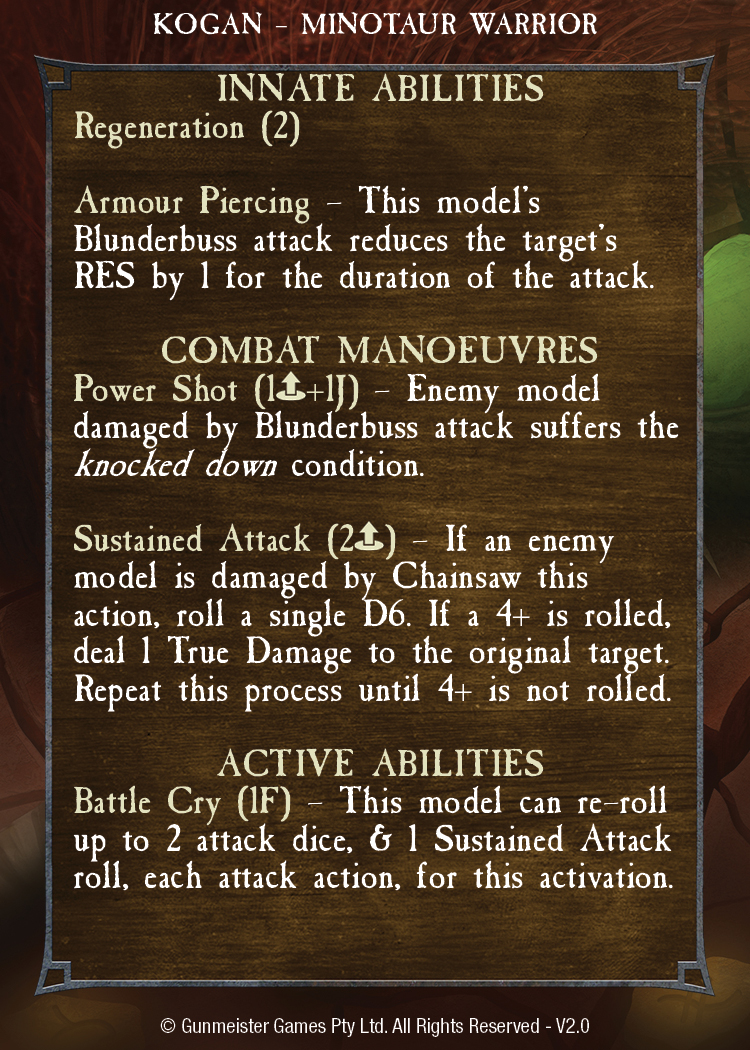 KOGAN – MINOTAUR WARRIOR
INNATE ABILITIES
Regeneration (2)
Armour Piercing – This model's
Blunderbuss attack reduces the target's
RES by 1 for the duration of the attack.
COMBAT MANOEUVRES
Power Shot (1+1J) – Enemy model
damaged by Blunderbuss attack suffers the
knocked down condition.
Sustained Attack (2) – If an enemy
model is damaged by Chainsaw this
action, roll a single D6. If a 4+ is rolled,
deal 1 True Damage to the original target.
Repeat this process until 4+ is not rolled.
ACTIVE ABILITIES
Battle Cry (1F) – This model can re-roll
up to 2 attack dice, & 1 Sustained Attack
roll, each attack action, for this activation.
© Gunmeister Games Pty Ltd. All Rights Reserved - V2.0